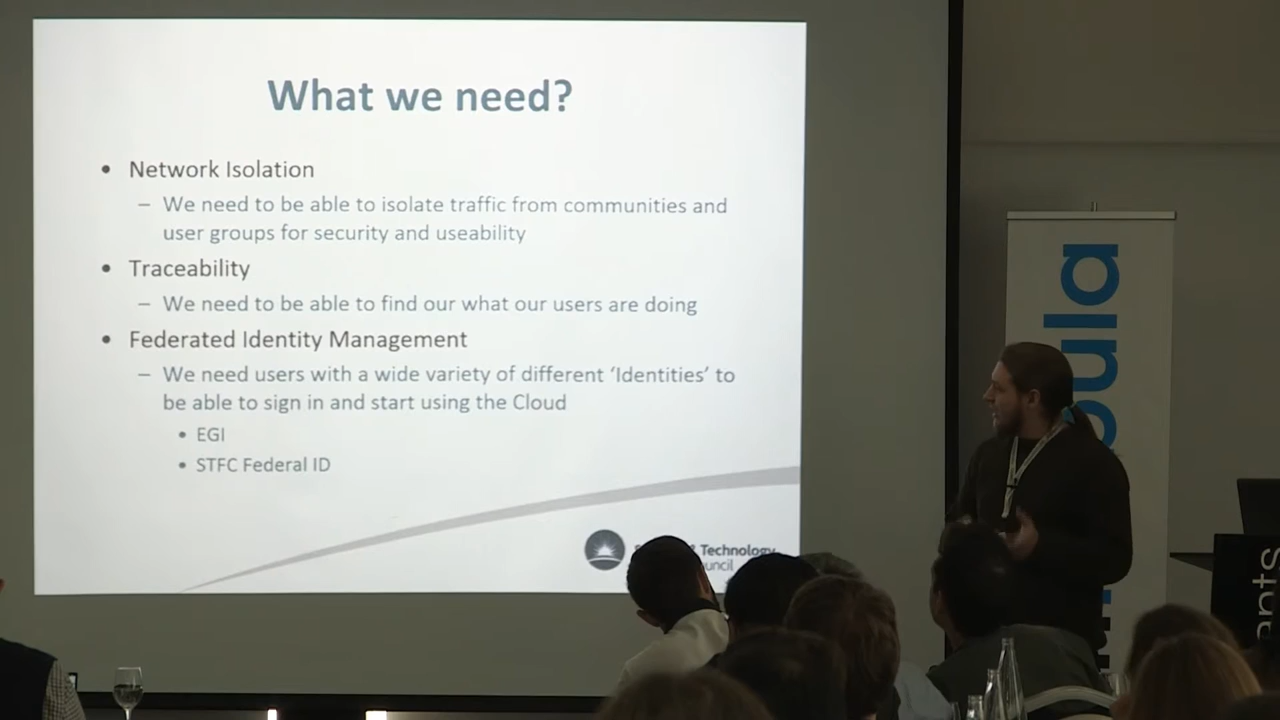 What we need?
• Network Isolation
– We need to be able to isolate traffic from communities and
user groups for security and useability
• Traceability
– We need to be able to find our what our users are doing
• Federated Identity Management
– We need users with a wide variety of different ‘Identities’ to
be able to sign in and start using the Cloud
• EGI
• STFC Federal ID
Technology